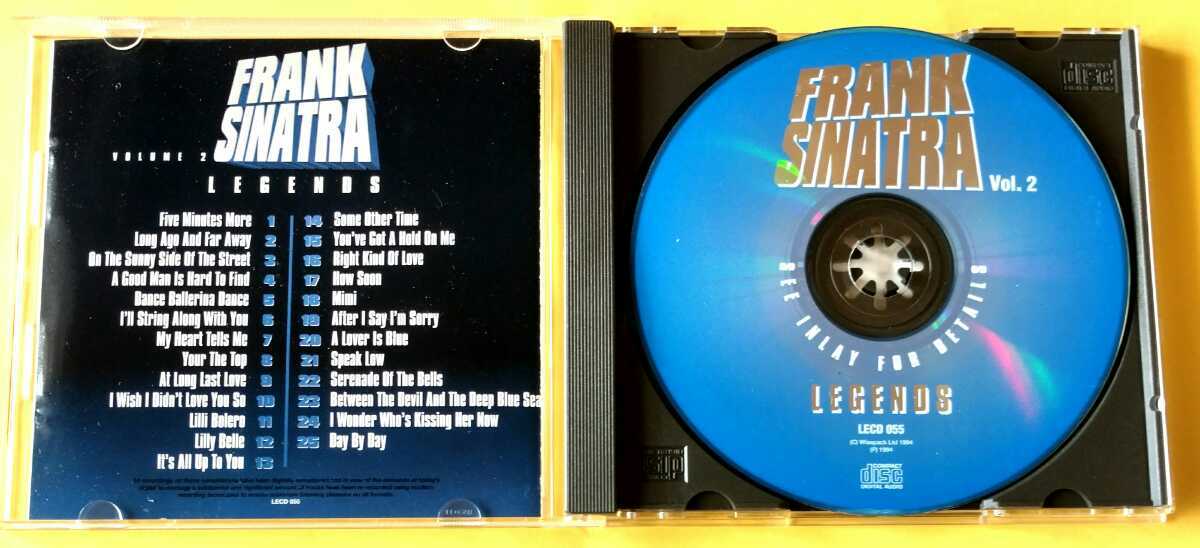 FRANK
SINATRA
VOLUME 2
LEGENDS
Five Minutes More 1
Long Ago And Far Away 2
On The Sunny Side Of The Street 3
A Good Man Is Hard To Find 4
Dance Ballerina Dance 5
I'll String Along With You 6
My Heart Tells Me 7
Your The Top 8
At Long Last Love 9
I Wish I Didn't Love You So 10
Lilli Bolero 11
Lilly Belle 12
It's All Up To You 13
14 Some Other Time
15 You've Got A Hold On Me
16 Right Kind Of Love
17 How Soon
18 Mimi
19 After I Say I'm Sorry
20 A Lover Is Blue
21 Speak Low
22 Serenade Of The Bells
23 Between The Devil And The Deep Blue Sea
24 I Wonder Who's Kissing Her Now
25 Day By Day
LECD 055
FRANK
SINATRA
Vol. 2
INLAY FOR DETAIL
LEGENDS
LECD 055
(C) Wisepack Ltd 1994
(P) 1994
COMPACT
disc
DIGITAL AUDIO
COMPACT
disc
DIGITAL AUDIO